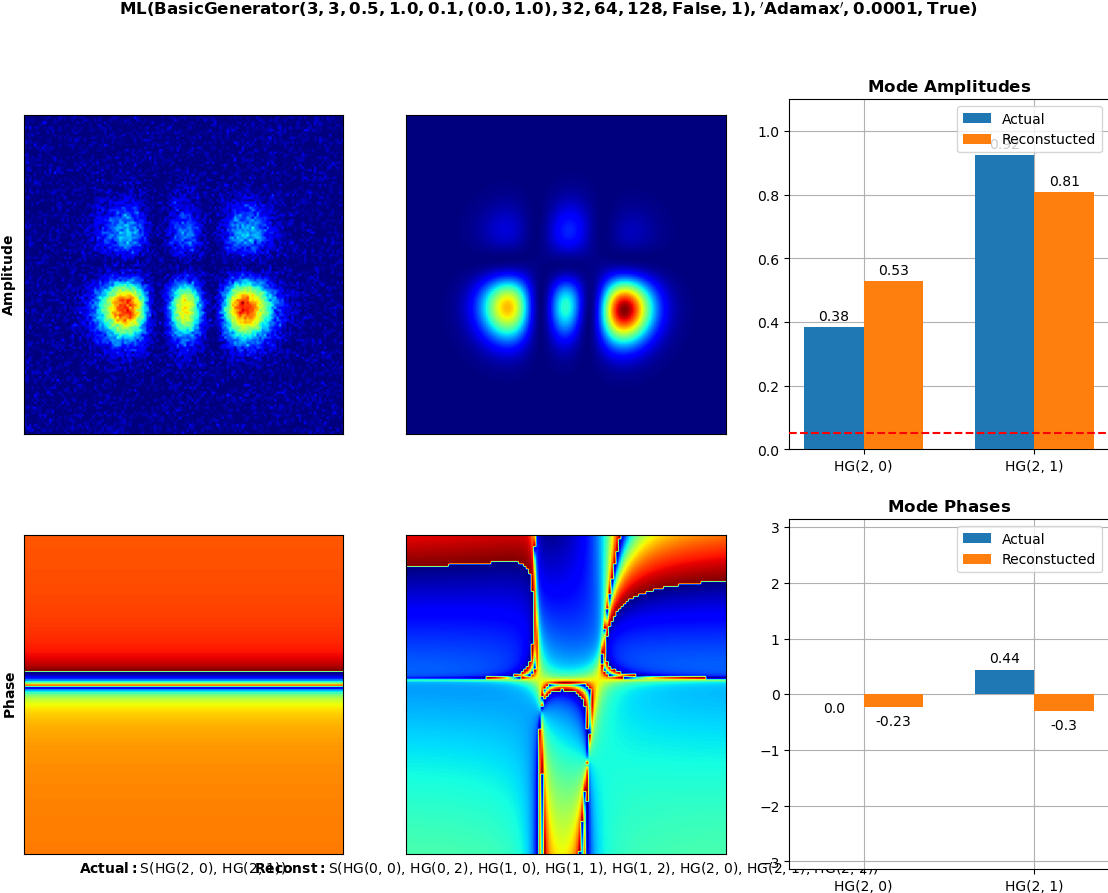 ML(BasicGenerator(3, 3, 0.5, 1.0, 0.1, (0.0, 1.0), 32, 64, 128, False, 1), ′Adamax′, 0.0001, True)
Mode Amplitudes
Actual
Reconstucted
1.0
0.8
0.6
0.4
0.2
0.0
0.38
0.53
0.92
0.81
HG(2, 0)
HG(2, 1)
Amplitude
Mode Phases
Actual
Reconstucted
3
2
1
0
−1
−2
−3
0.0
-0.23
0.44
-0.3
HG(2, 0)
HG(2, 1)
Phase
Actual: S(HG(2, 0), HG(2, 1))
Reconst: S(HG(0, 0), HG(0, 2), HG(1, 0), HG(1, 1), HG(1, 2), HG(2, 0), HG(2, 1), HG(2, 2))